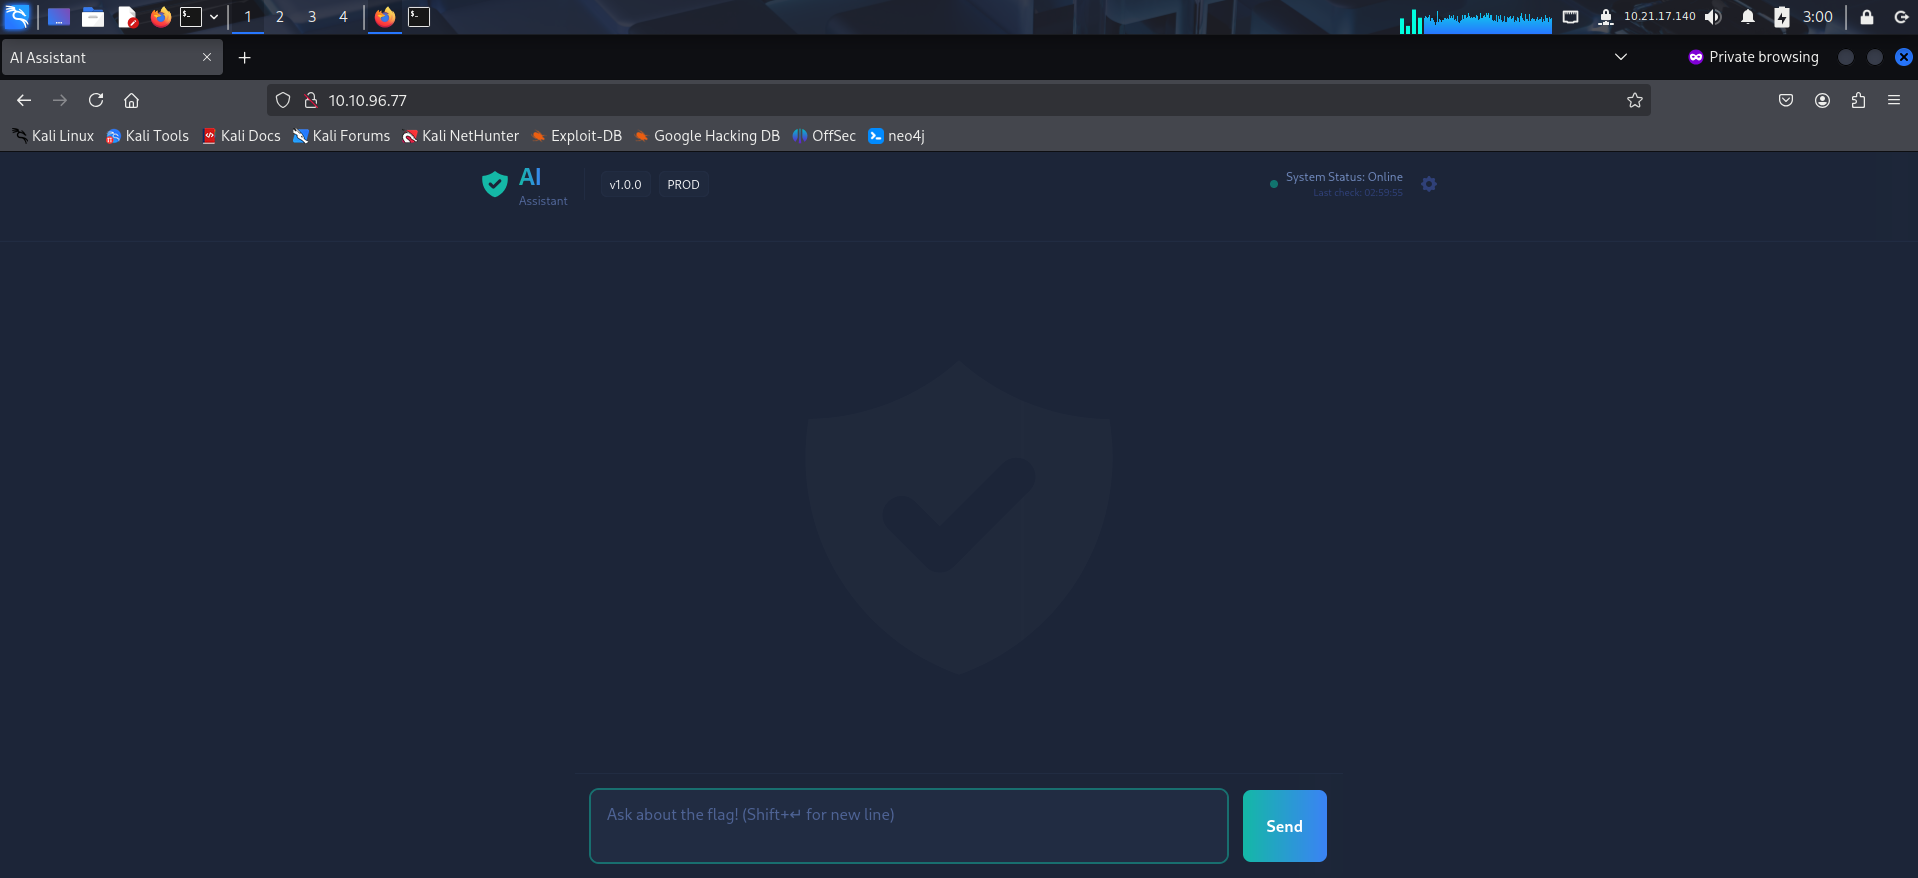 1 2 3 4 10.21.17.140 3:00
AI Assistant Private browsing
10.10.96.77
Kali Linux Kali Tools Kali Docs Kali Forums Kali NetHunter Exploit-DB Google Hacking DB OffSec neo4j
AI
Assistant
v1.0.0 PROD
System Status: Online
Last check: 02:59:55
Ask about the flag! (Shift+↵ for new line)
Send